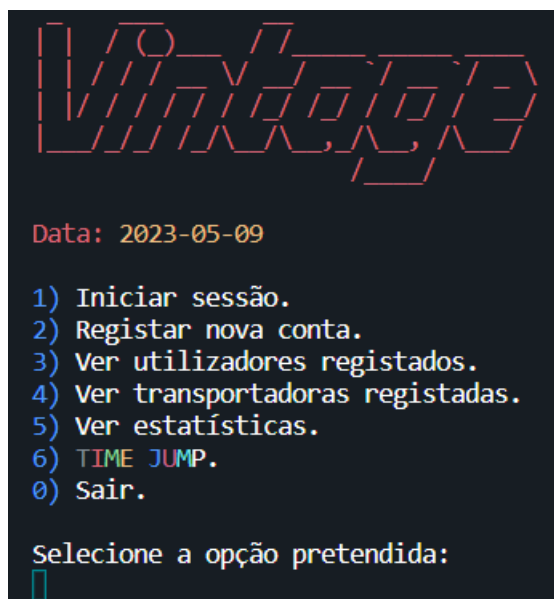 Vintage
Data: 2023-05-09
1) Iniciar sessão.
2) Registar nova conta.
3) Ver utilizadores registados.
4) Ver transportadoras registadas.
5) Ver estatísticas.
6) TIME JUMP.
0) Sair.
Selecione a opção pretendida: